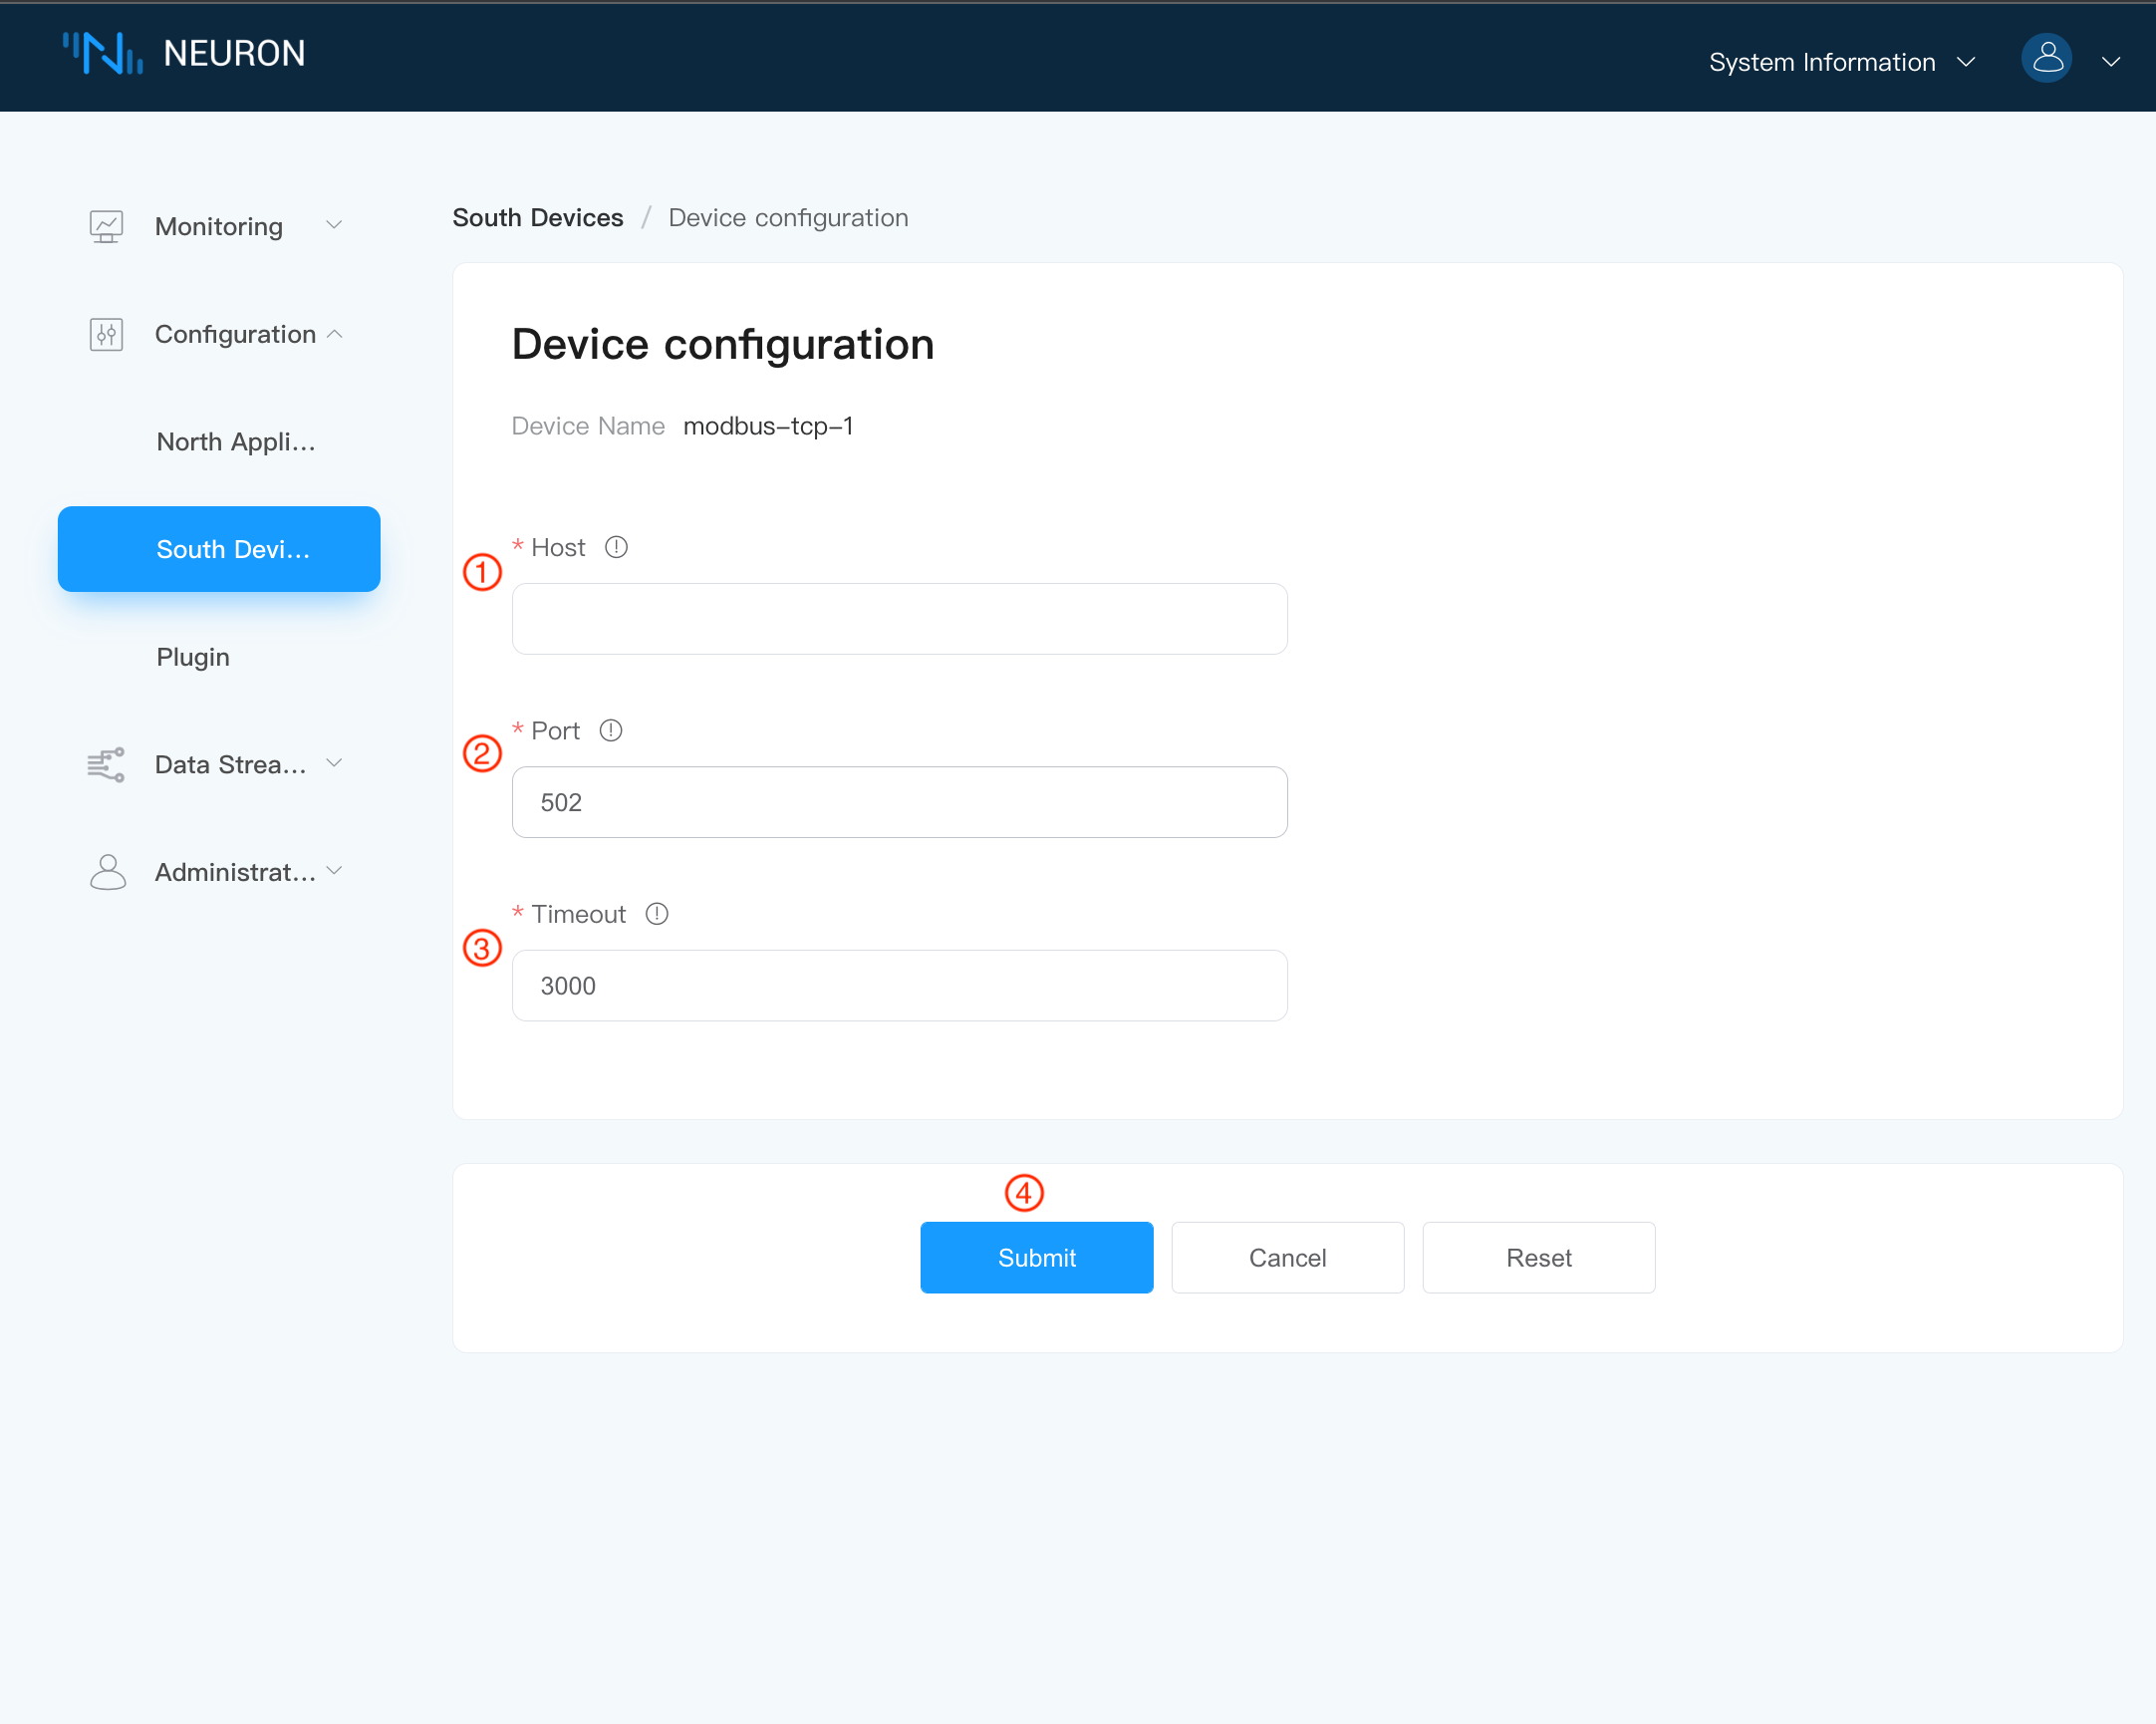 NEURON
System Information
Monitoring
Configuration
North Appli...
South Devi...
Plugin
Data Strea...
Administrat...
South Devices / Device configuration
Device configuration
Device Name modbus-tcp-1
* Host
①
* Port
②
502
* Timeout
③
3000
④
Submit
Cancel
Reset